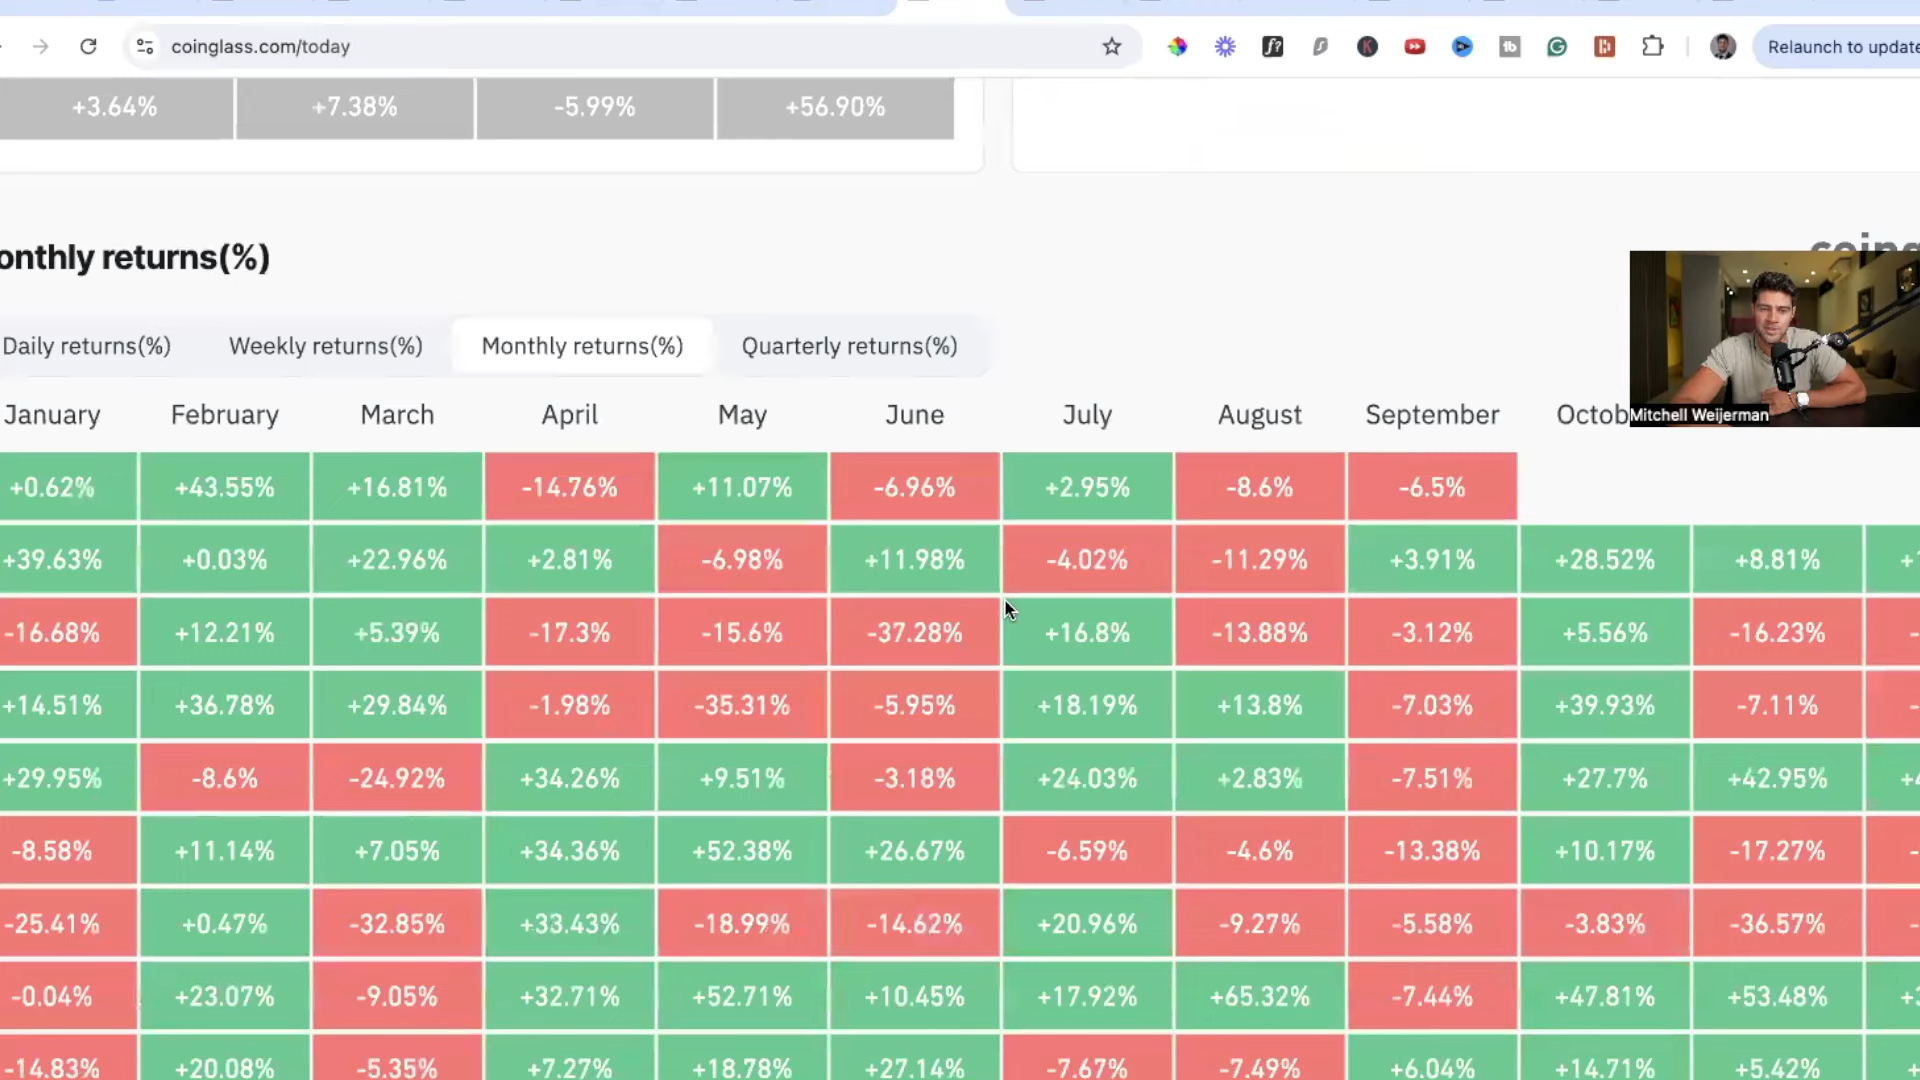 coinglass.com/today
Relaunch to update
+3.64% +7.38% -5.99% +56.90%
onthly returns(%)
coing
Daily returns(%) Weekly returns(%) Monthly returns(%) Quarterly returns(%)
January February March April May June July August September Octob
Mitchell Weijerman
+0.62% +43.55% +16.81% -14.76% +11.07% -6.96% +2.95% -8.6% -6.5%
+39.63% +0.03% +22.96% +2.81% -6.98% +11.98% -4.02% -11.29% +3.91% +28.52% +8.81%
-16.68% +12.21% +5.39% -17.3% -15.6% -37.28% +16.8% -13.88% -3.12% +5.56% -16.23%
+14.51% +36.78% +29.84% -1.98% -35.31% -5.95% +18.19% +13.8% -7.03% +39.93% -7.11%
+29.95% -8.6% -24.92% +34.26% +9.51% -3.18% +24.03% +2.83% -7.51% +27.7% +42.95%
-8.58% +11.14% +7.05% +34.36% +52.38% +26.67% -6.59% -4.6% -13.38% +10.17% -17.27%
-25.41% +0.47% -32.85% +33.43% -18.99% -14.62% +20.96% -9.27% -5.58% -3.83% -36.57%
-0.04% +23.07% -9.05% +32.71% +52.71% +10.45% +17.92% +65.32% -7.44% +47.81% +53.48%
-14.83% +20.08% -5.35% +7.27% +18.78% +27.14% -7.67% -7.49% +6.04% +14.71% +5.42%